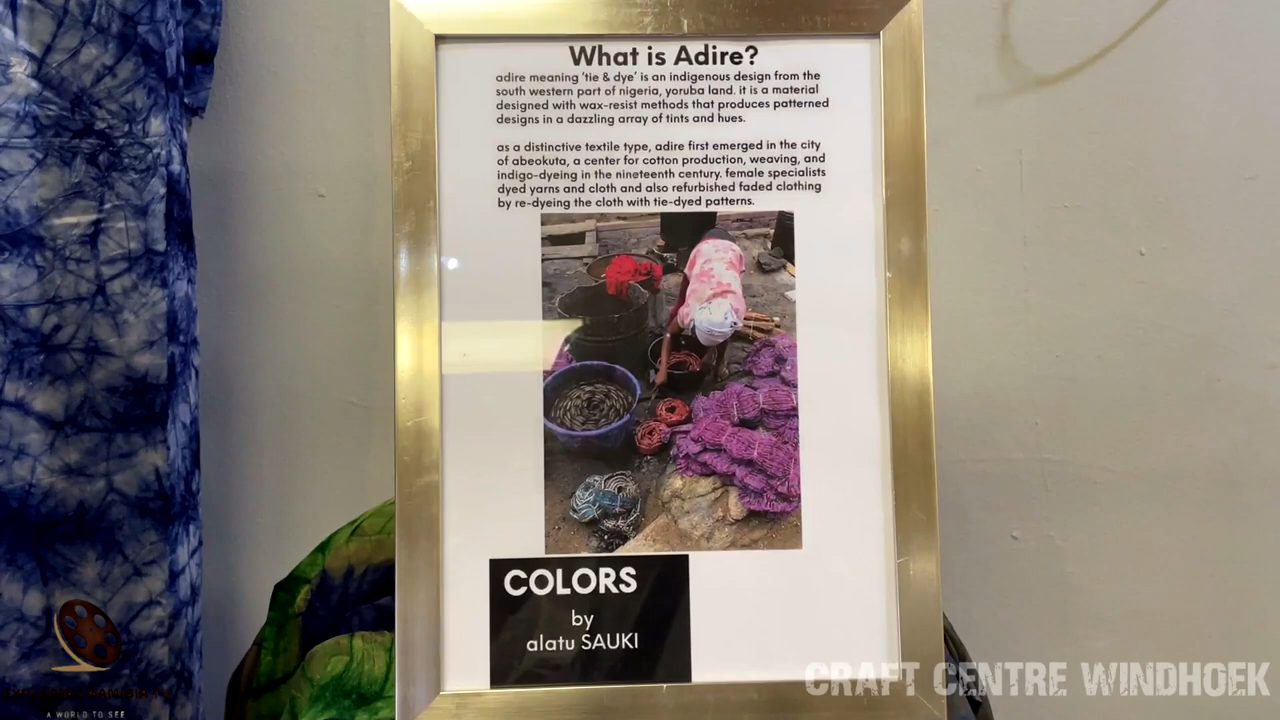 What is Adire?
adire meaning 'tie & dye' is an indigenous design from the
south western part of nigeria, yoruba land. it is a material
designed with wax-resist methods that produces patterned
designs in a dazzling array of tints and hues.
as a distinctive textile type, adire first emerged in the city
of abeokuta, a center for cotton production, weaving, and
indigo-dyeing in the nineteenth century. female specialists
dyed yarns and cloth and also refurbished faded clothing
by re-dyeing the cloth with tie-dyed patterns.
COLORS
by
alatu SAUKI
A WORLD TO SEE
CRAFT CENTRE WINDHOEK